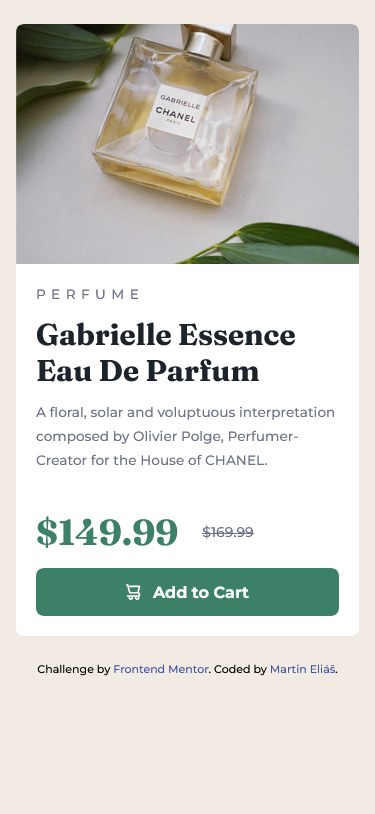 GABRIELLE
CHANEL
PARIS
PERFUME
Gabrielle Essence
Eau De Parfum
A floral, solar and voluptuous interpretation
composed by Olivier Polge, Perfumer-
Creator for the House of CHANEL.
$149.99 $169.99
Add to Cart
Challenge by Frontend Mentor. Coded by Martin Eliáš.